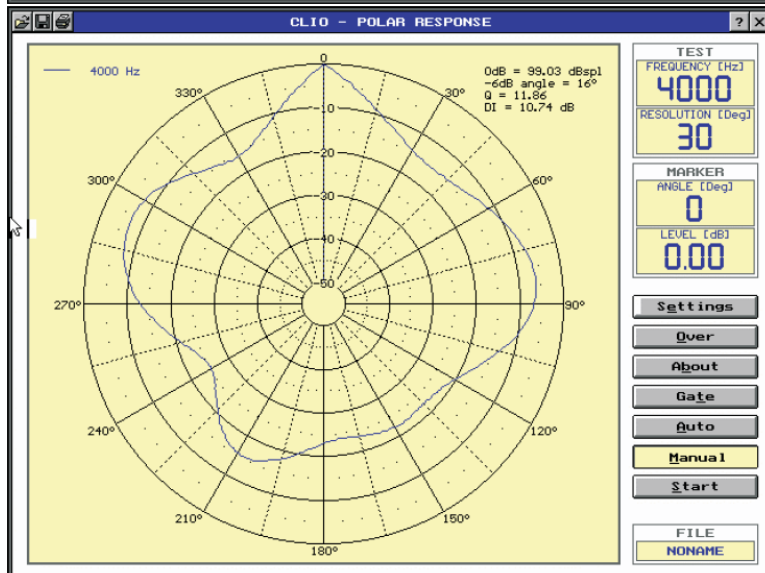 CLIO - POLAR RESPONSE
? X
4000 Hz
0dB = 99.03 dBspl
-6dB angle = 16°
Q = 11.86
DI = 10.74 dB
0
330°
30°
-10
-20
300°
60°
-30
-40
-50
270°
90°
240°
120°
210°
150°
180°
TEST
FREQUENCY [Hz]
4000
RESOLUTION [Deg]
30
MARKER
ANGLE [Deg]
0
LEVEL [dB]
0.00
Settings
Over
About
Gate
Auto
Manual
Start
FILE
NONAME